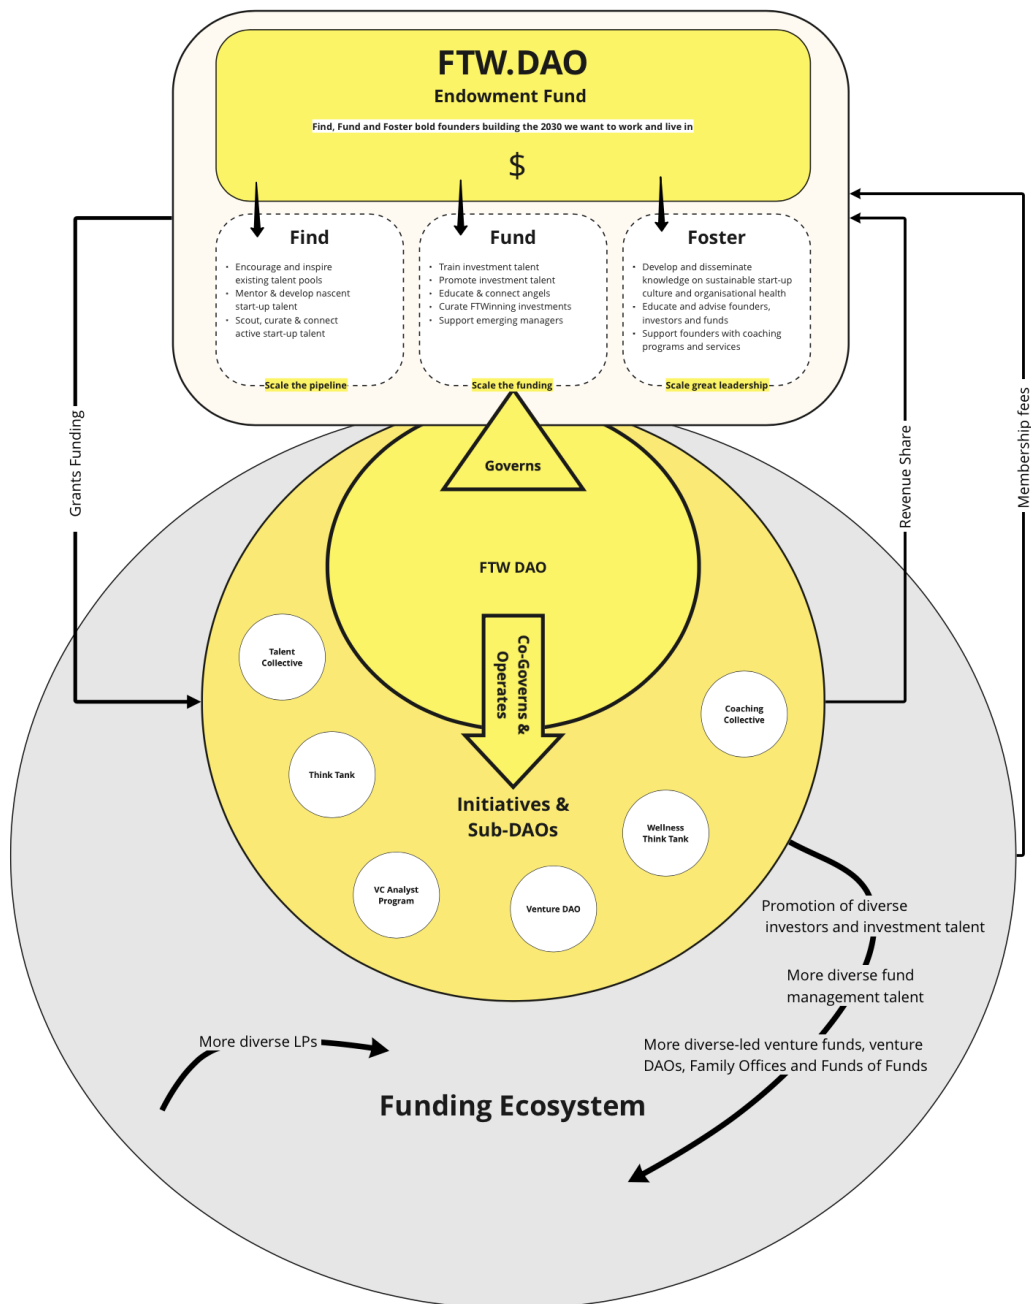 FTW.DAO
Endowment Fund
Find, Fund and Foster bold founders building the 2030 we want to work and live in
$
Find
• Encourage and inspire
existing talent pools
• Mentor & develop nascent
start-up talent
• Scout, curate & connect
active start-up talent
Scale the pipeline
Fund
• Train investment talent
• Promote investment talent
• Educate & connect angels
• Curate FTWinning investments
• Support emerging managers
Scale the funding
Foster
• Develop and disseminate
knowledge on sustainable start-up
culture and organisational health
• Educate and advise founders,
investors and funds
• Support founders with coaching
programs and services
Scale great leadership
Grants Funding
Revenue Share
Membership fees
Governs
FTW DAO
Co-Governs &
Operates
Initiatives &
Sub-DAOs
Talent
Collective
Think Tank
VC Analyst
Program
Venture DAO
Wellness
Think Tank
Coaching
Collective
Promotion of diverse
investors and investment talent
More diverse fund
management talent
More diverse-led venture funds, venture
DAOs, Family Offices and Funds of Funds
More diverse LPs
Funding Ecosystem